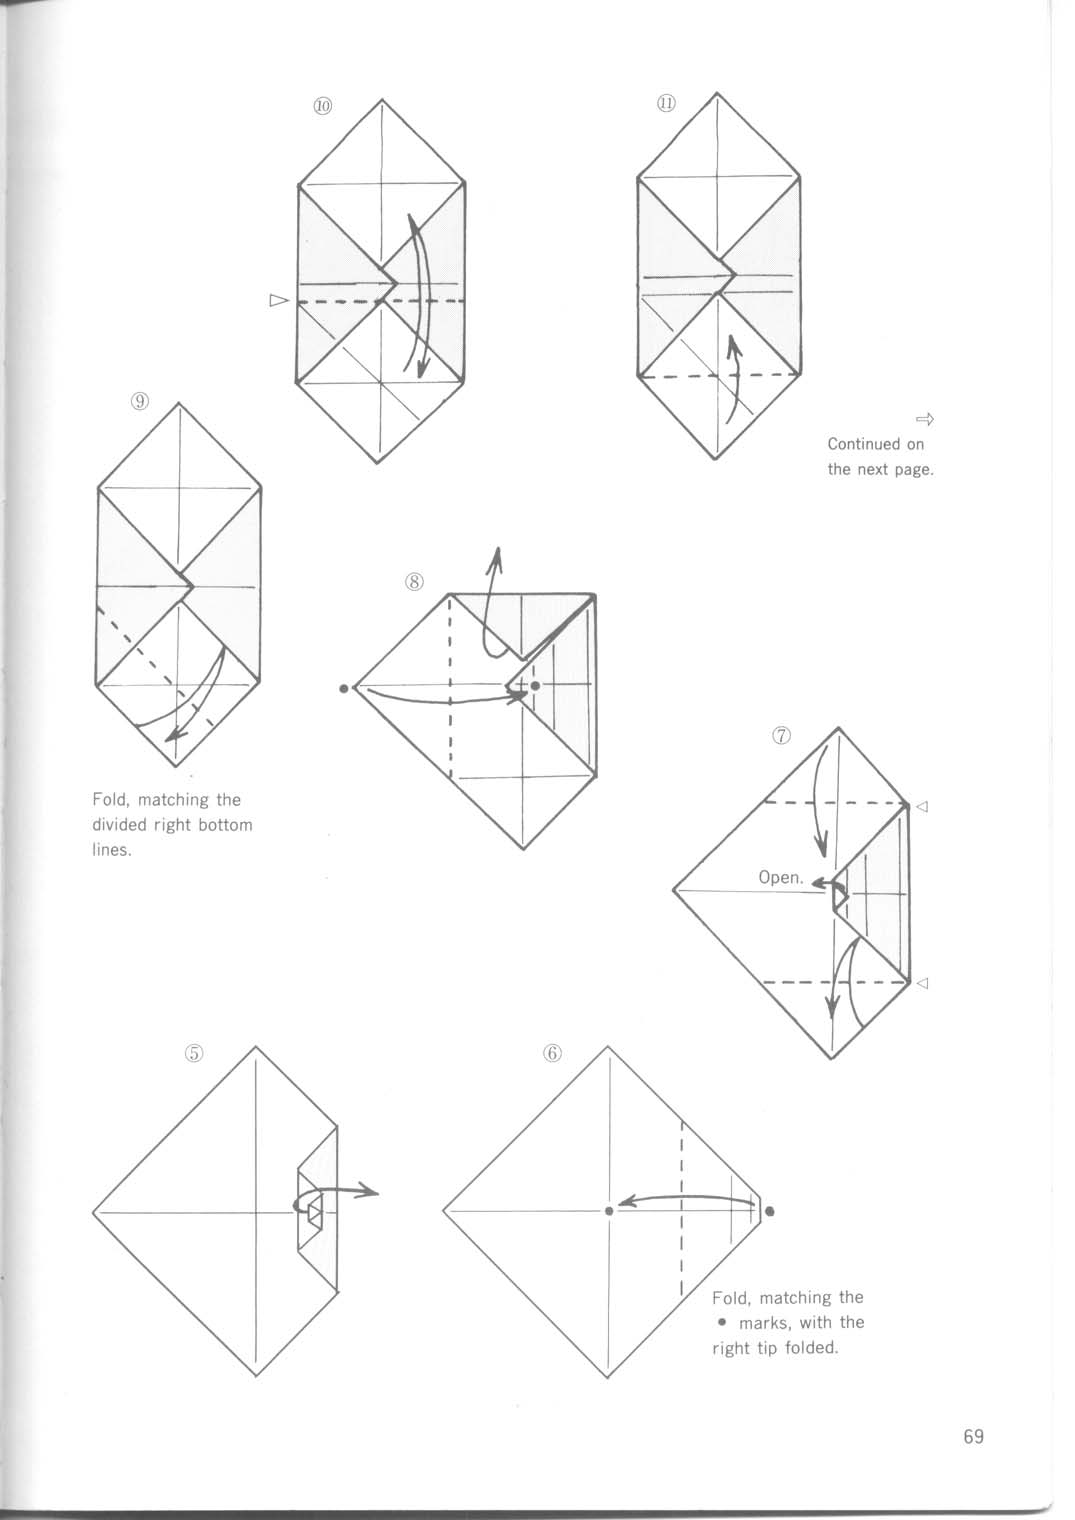 ⑩
⑪
⇨
Continued on
the next page.
⑨
Fold, matching the
divided right bottom
lines.
⑧
⑦
Open.
⑤
⑥
Fold, matching the
● marks, with the
right tip folded.
69